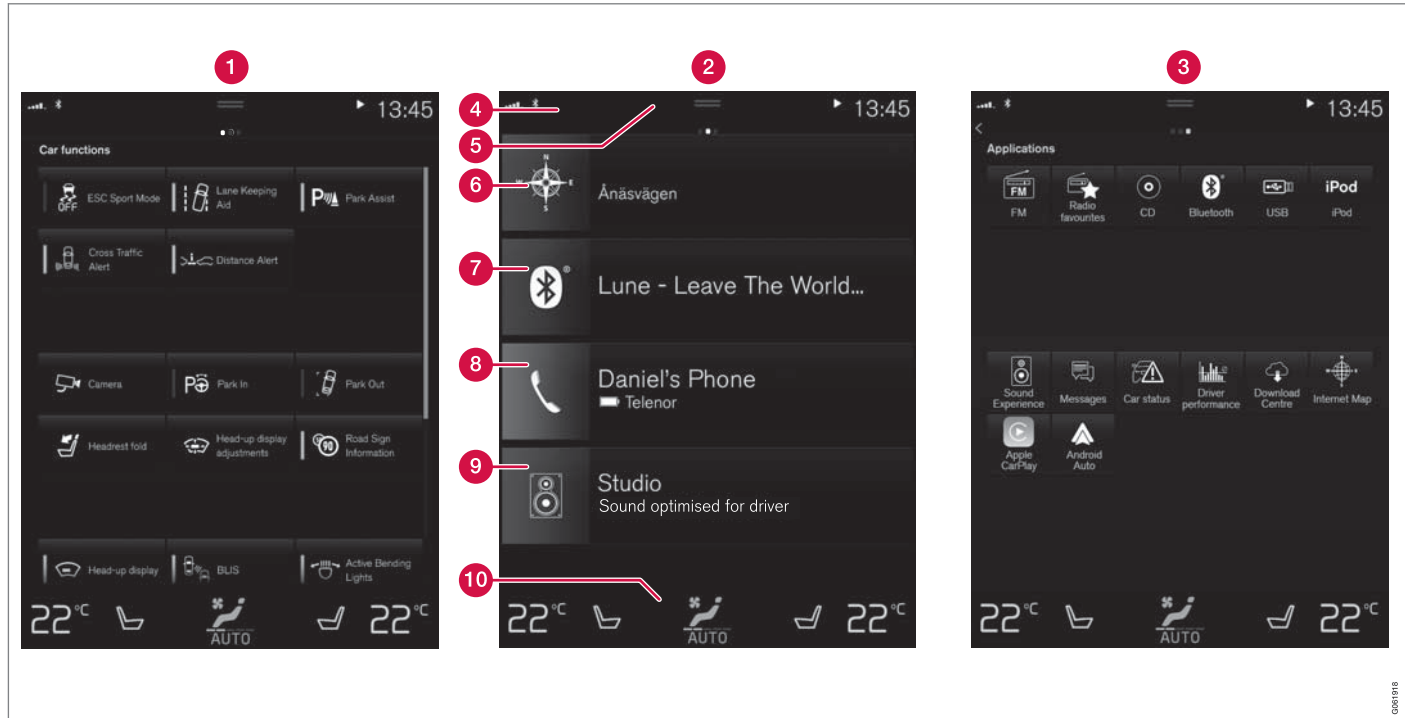 1
2
3
13:45
Car functions
ESC Sport Mode
OFF
Lane Keeping
Aid
P
Park Assist
Cross Traffic
Alert
Distance Alert
Camera
P
Park In
Park Out
Headrest fold
Head-up display
adjustments
90
Road Sign
Information
Head-up display
BLIS
Active Bending
Lights
22°C
AUTO
22°C
4
5
6
7
8
9
10
13:45
N
W
E
S
Ånäsvägen
Lune - Leave The World...
Daniel's Phone
Telenor
Studio
Sound optimised for driver
22°C
AUTO
22°C
13:45
Applications
FM
FM
Radio
favourites
CD
Bluetooth
USB
iPod
iPod
Sound
Experience
Messages
Car status
Driver
performance
Download
Centre
Internet Map
Apple
CarPlay
Android
Auto
22°C
AUTO
22°C
G061918